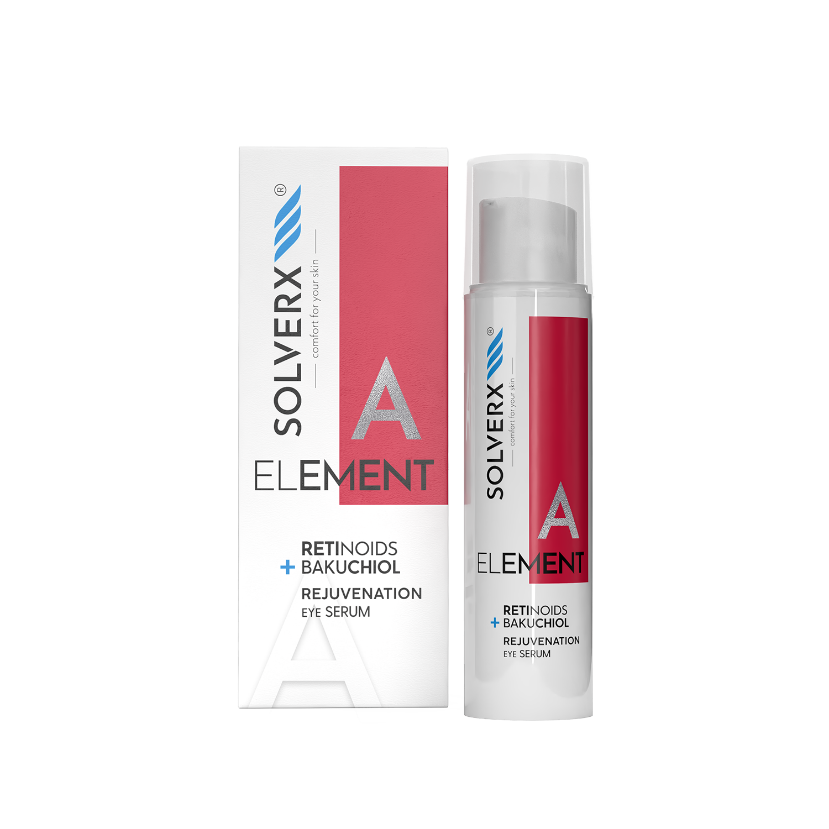 SOLVERX®
comfort for your skin
A
ELEMENT
RETINOIDS
+ BAKUCHIOL
REJUVENATION
EYE SERUM
SOLVERX®
comfort for your skin
A
ELEMENT
RETINOIDS
+ BAKUCHIOL
REJUVENATION
EYE SERUM
A